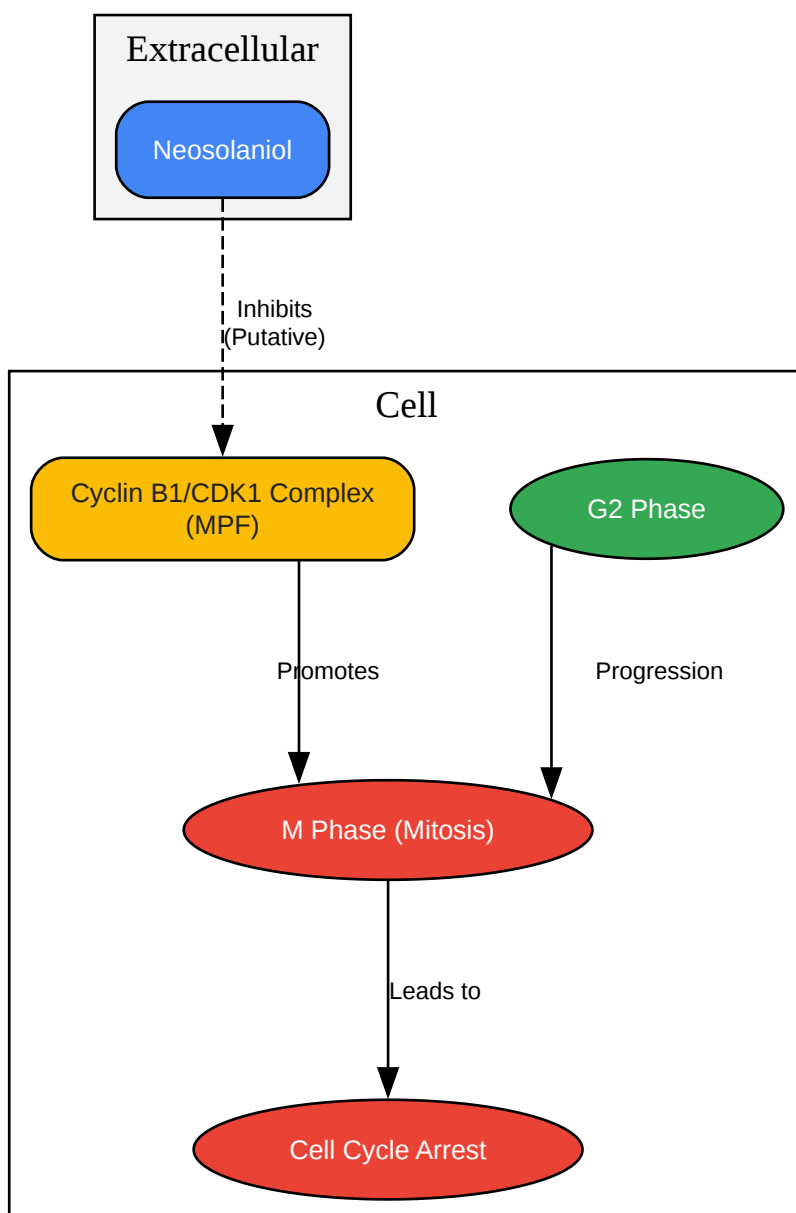 Extracellular
Neosolaniol
Inhibits
(Putative)
Cell
Cyclin B1/CDK1 Complex
(MPF)
G2 Phase
Promotes
Progression
M Phase (Mitosis)
Leads to
Cell Cycle Arrest